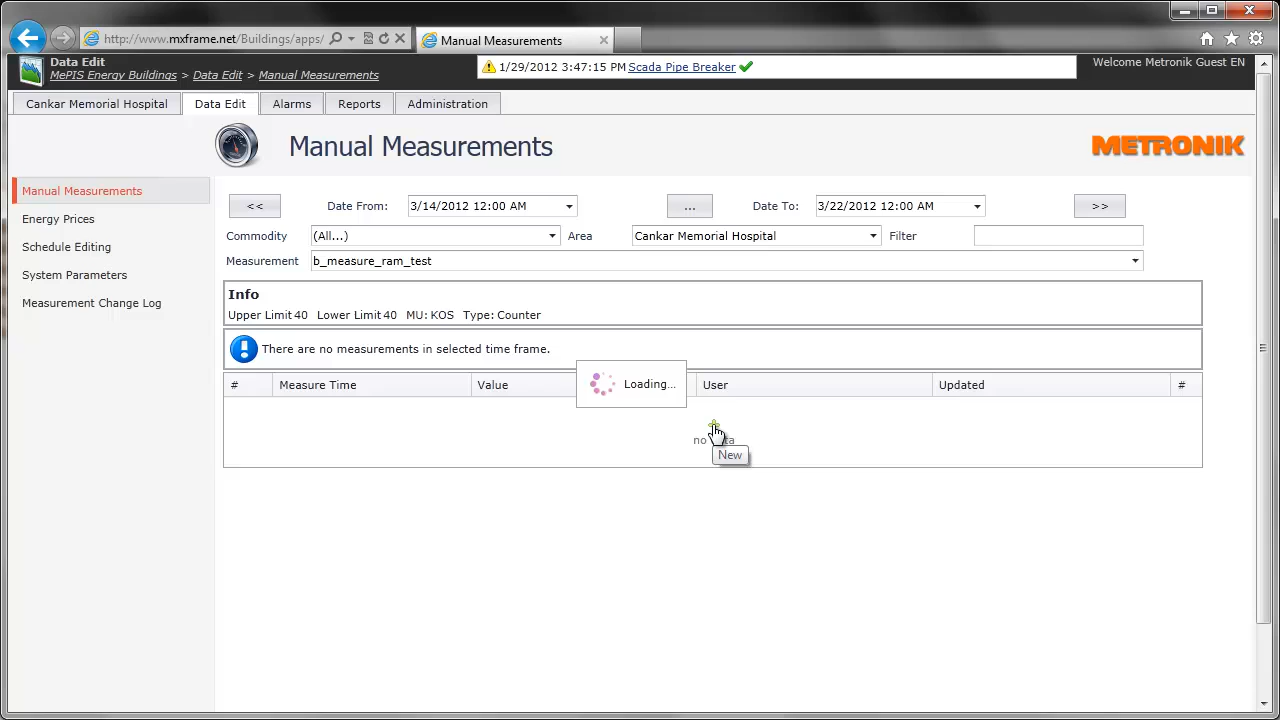 http://www.mxframe.net/Buildings/apps/
Manual Measurements
Data Edit
MePIS Energy Buildings > Data Edit > Manual Measurements
1/29/2012 3:47:15 PM Scada Pipe Breaker
Welcome Metronik Guest EN
Cankar Memorial Hospital
Data Edit
Alarms
Reports
Administration
Manual Measurements
METRONIK
Manual Measurements
Energy Prices
Schedule Editing
System Parameters
Measurement Change Log
<< Date From: 3/14/2012 12:00 AM ... Date To: 3/22/2012 12:00 AM >>
Commodity (All...) Area Cankar Memorial Hospital Filter
Measurement b_measure_ram_test
Info
Upper Limit 40 Lower Limit 40 MU: KOS Type: Counter
There are no measurements in selected time frame.
# Measure Time Value User Updated #
Loading...
no
New